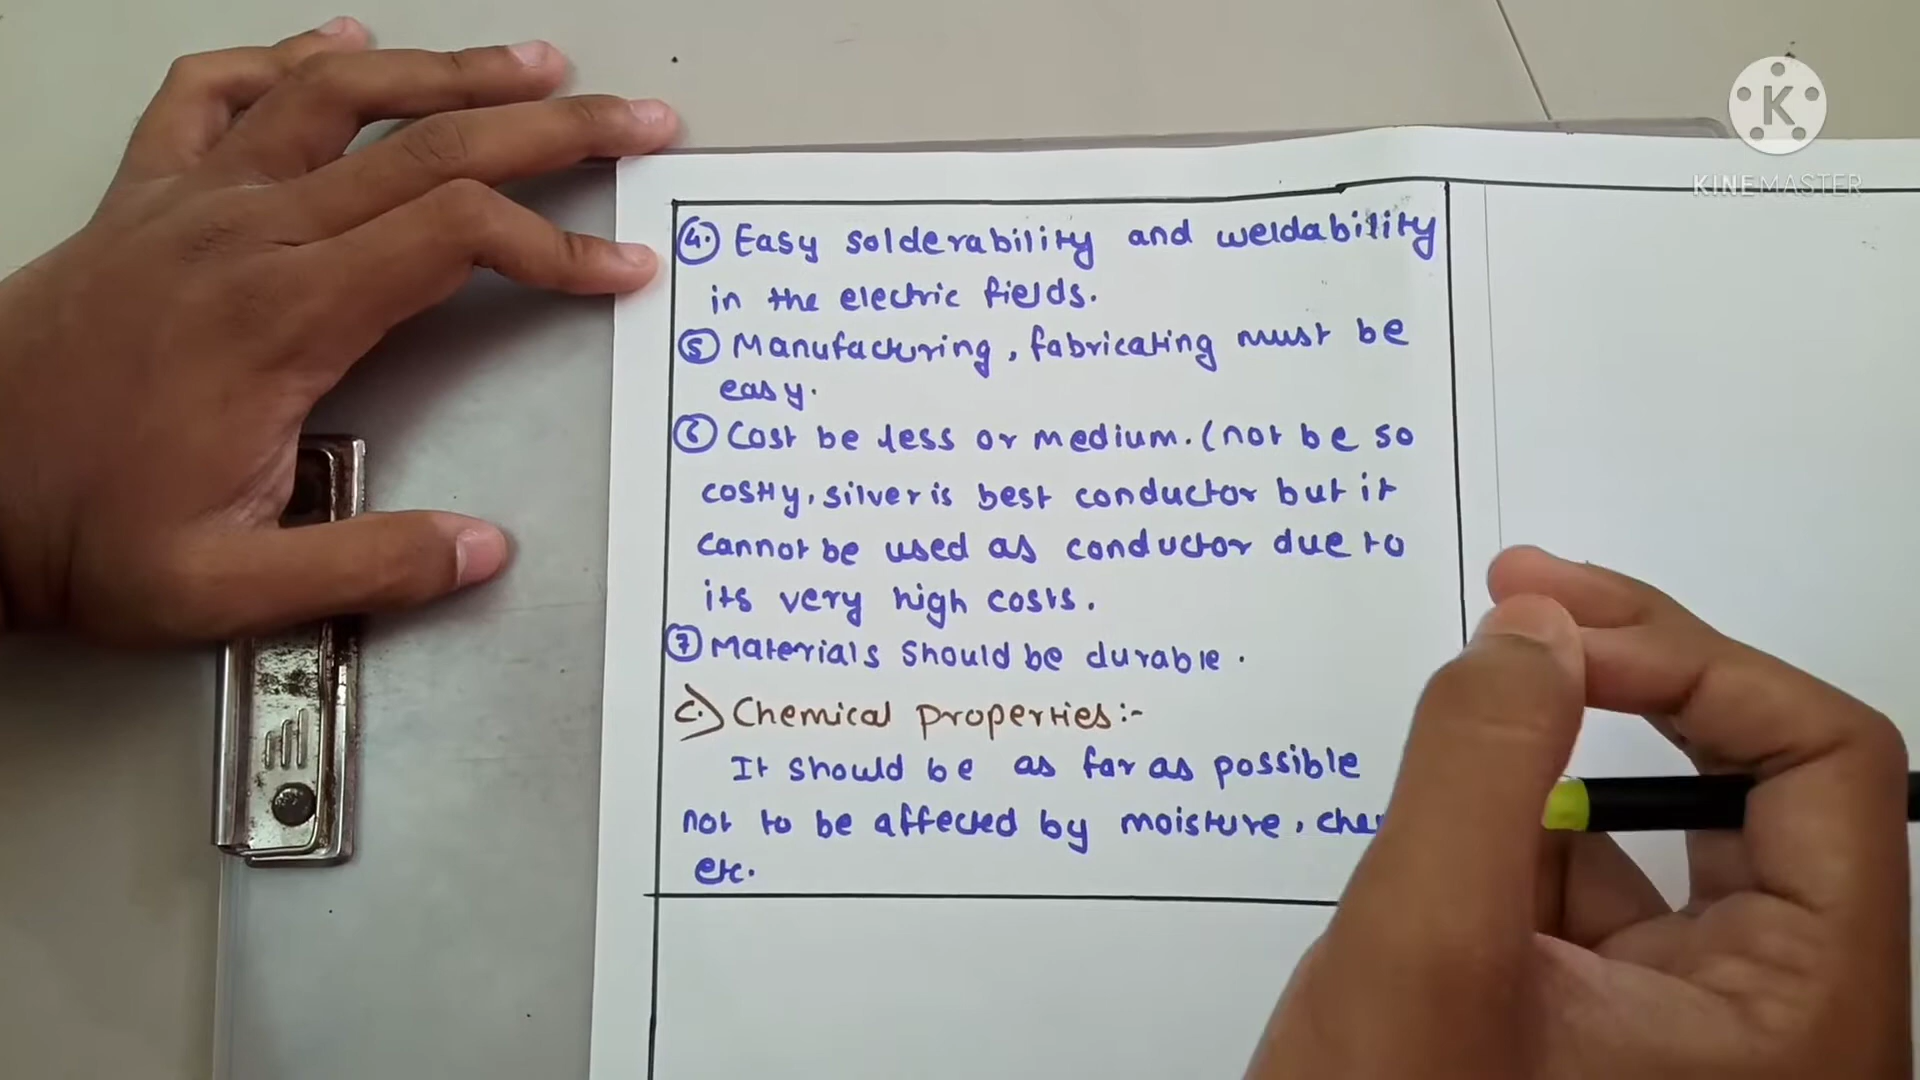 K
KINEMASTER
4. Easy solderability and weldability
in the electric fields.
5 Manufacturing, fabricating must be
easy.
6 Cost be less or medium. (not be so
costly, silver is best conductor but it
cannot be used as conductor due to
its very high costs.
7 Materials should be durable.
C.) Chemical properties:-
It should be as far as possible
not to be affected by moisture,
etc.